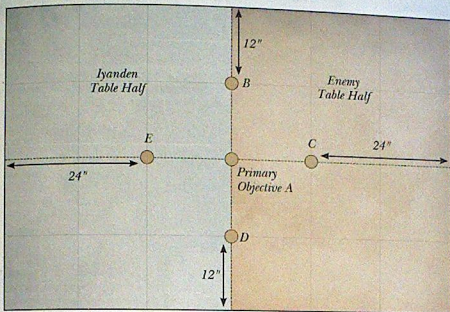 12"
Iyanden
Table Half
Enemy
Table Half
B
E
C
24"
24"
Primary
Objective A
D
12"